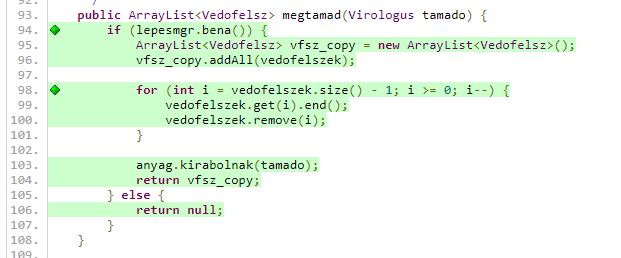 92.     */
93.     public ArrayList<Vedofelsz> megtamad(Virologus tamado) {
94.         if (lepesmgr.bena()) {
95.             ArrayList<Vedofelsz> vfsz_copy = new ArrayList<Vedofelsz>();
96.             vfsz_copy.addAll(vedofelszek);
97.
98.             for (int i = vedofelszek.size() - 1; i >= 0; i--) {
99.                 vedofelszek.get(i).end();
100.                 vedofelszek.remove(i);
101.             }
102.
103.             anyag.kirabolnak(tamado);
104.             return vfsz_copy;
105.         } else {
106.             return null;
107.         }
108.     }
109.